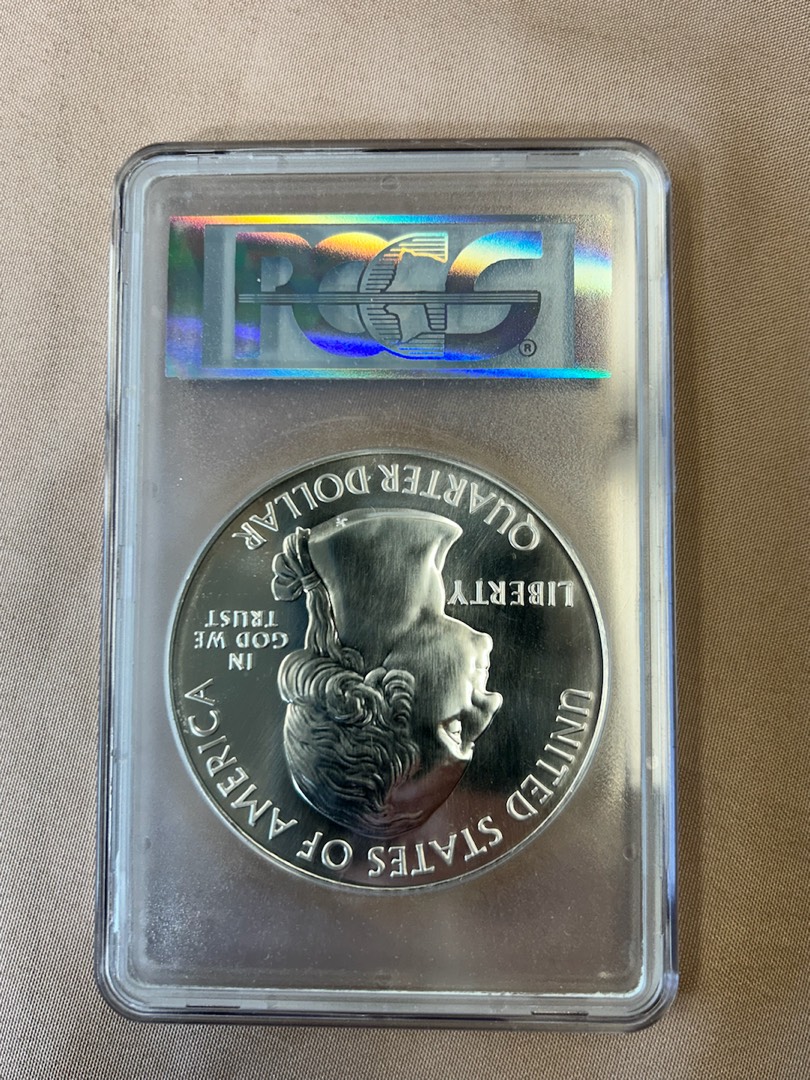 PCGS®
UNITED STATES OF AMERICA
LIBERTY
IN
GOD WE
TRUST
QUARTER DOLLAR